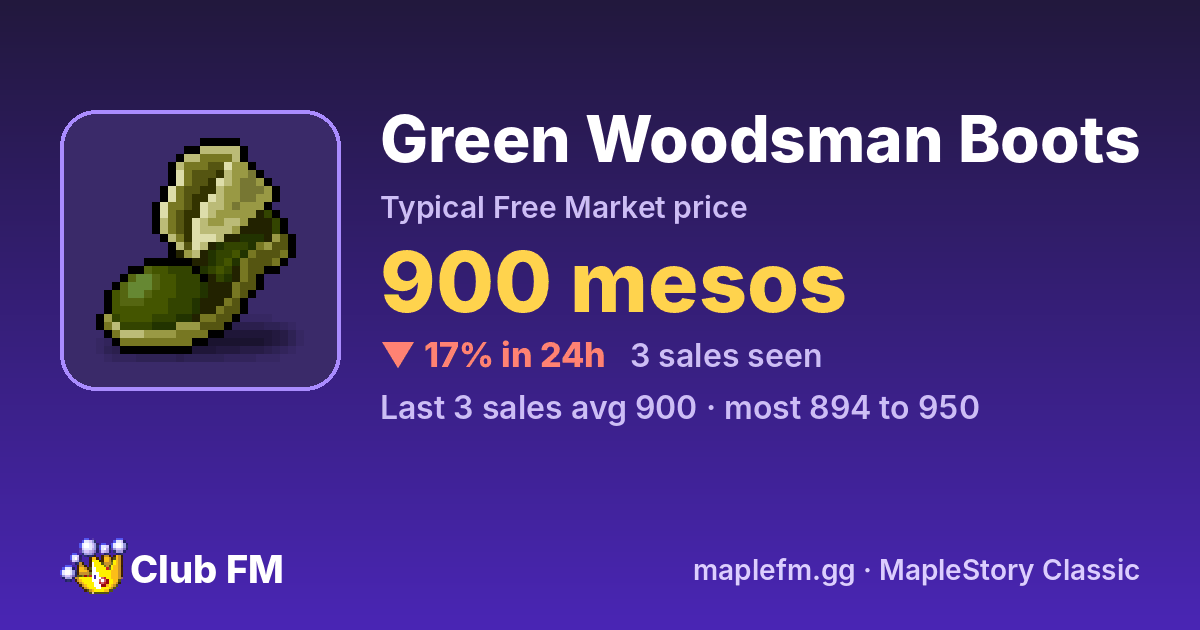 Green Woodsman Boots
Typical Free Market price
900 mesos
▼ 17% in 24h 3 sales seen
Last 3 sales avg 900 · most 894 to 950
Club FM
maplefm.gg · MapleStory Classic